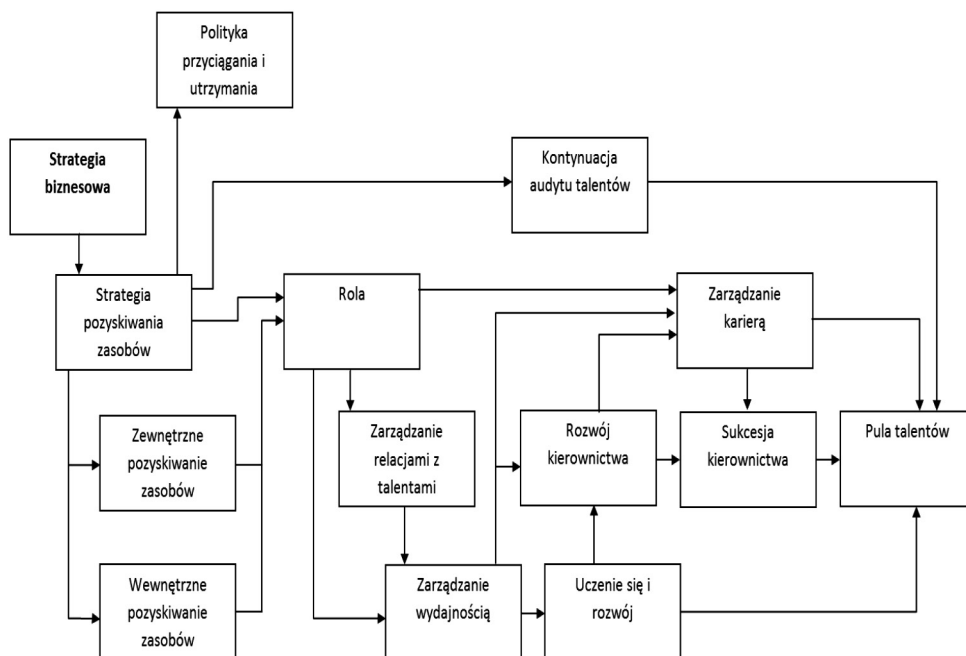 Polityka
przyciągania i
utrzymania
Strategia
biznesowa
Kontynuacja
audytu talentów
Strategia
pozyskiwania
zasobów
Rola
Zarządzanie
karierą
Zewnętrzne
pozyskiwanie
zasobów
Zarządzanie
relacjami z
talentami
Rozwój
kierownictwa
Sukcesja
kierownictwa
Pula talentów
Wewnętrzne
pozyskiwanie
zasobów
Zarządzanie
wydajnością
Uczenie się i
rozwój